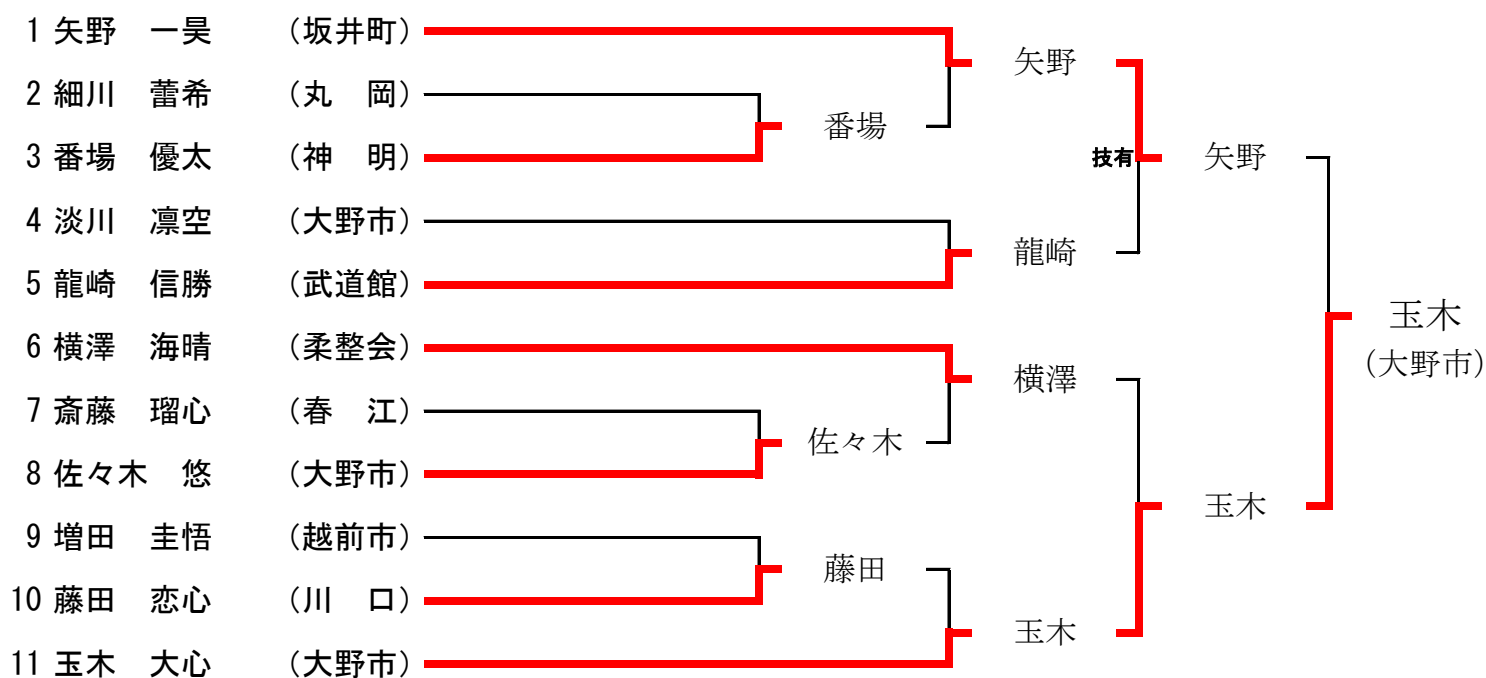 1 矢野　一昊　（坂井町）
2 細川　蕾希　（丸　岡）
3 番場　優太　（神　明）
4 淡川　凛空　（大野市）
5 龍崎　信勝　（武道館）
6 横澤　海晴　（柔整会）
7 斎藤　瑠心　（春　江）
8 佐々木　悠　（大野市）
9 増田　圭悟　（越前市）
10 藤田　恋心　（川　口）
11 玉木　大心　（大野市）
番場
佐々木
藤田
矢野
龍崎
横澤
玉木
技有
矢野
玉木
玉木
（大野市）